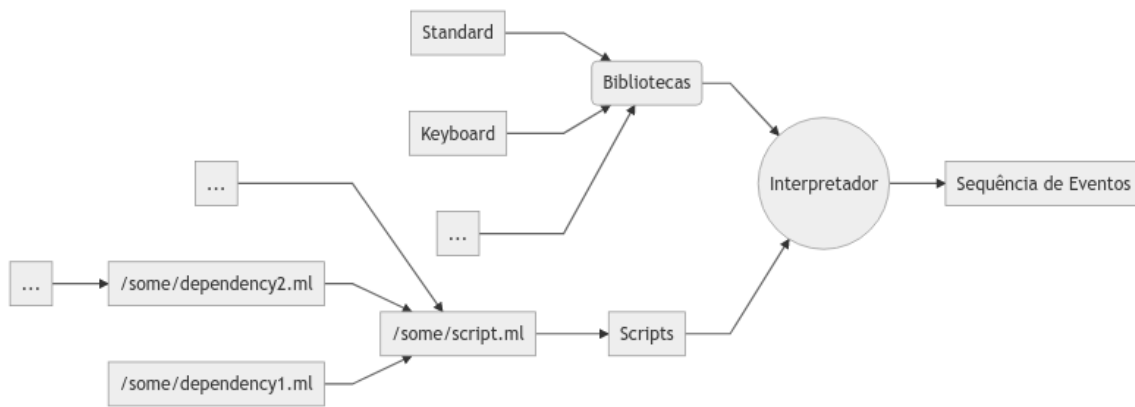 Standard
Bibliotecas
Keyboard
...
Interpretador
Sequência de Eventos
...
...
/some/dependency2.ml
/some/script.ml
Scripts
/some/dependency1.ml